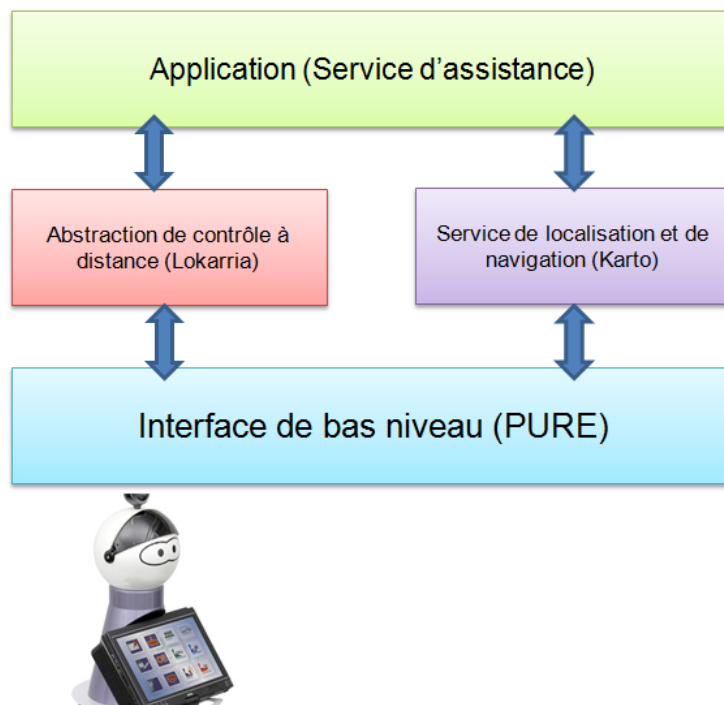 Application (Service d'assistance)
Abstraction de contrôle à
distance (Lokarria)
Service de localisation et de
navigation (Karto)
Interface de bas niveau (PURE)